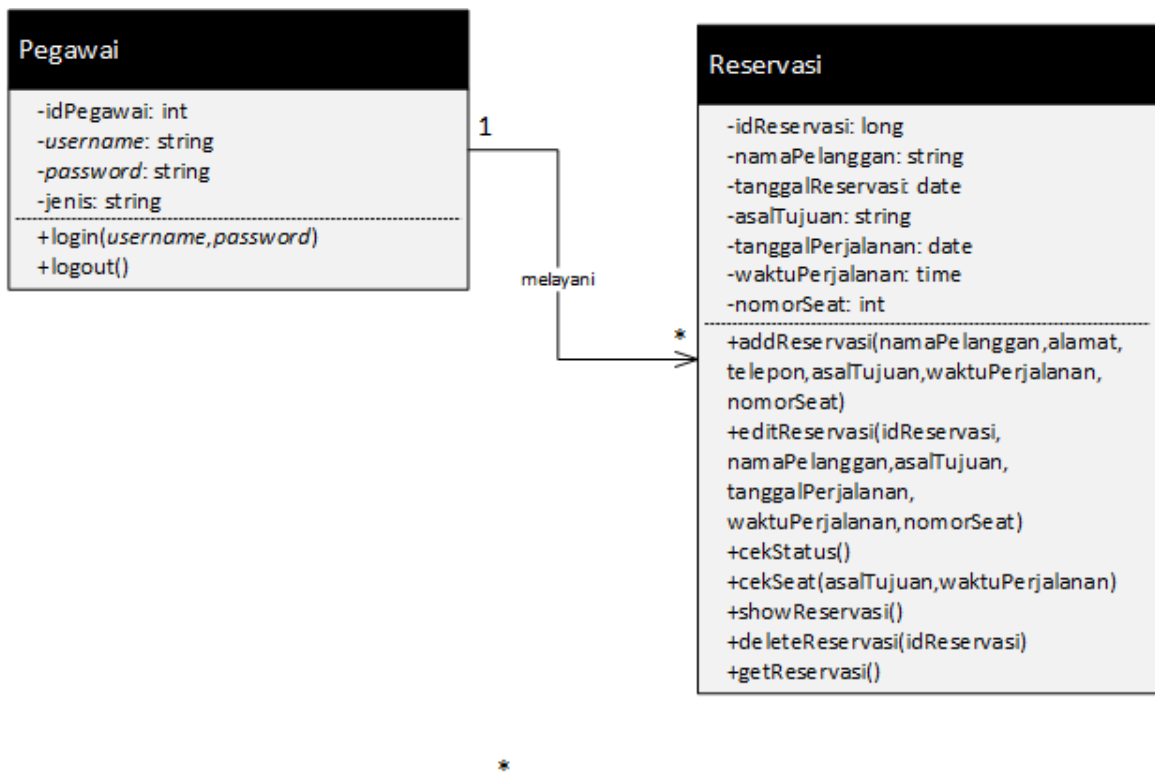 Pegawai
-idPegawai: int
-username: string
-password: string
-jenis: string
+login(username,password)
+logout()
1
melayani
*
Reservasi
-idReservasi: long
-namaPelanggan: string
-tanggalReservasi: date
-asalTujuan: string
-tanggalPerjalanan: date
-waktuPerjalanan: time
-nomorSeat: int
+addReservasi(namaPelanggan,alamat,
telepon,asalTujuan,waktuPerjalanan,
nomorSeat)
+editReservasi(idReservasi,
namaPelanggan,asalTujuan,
tanggalPerjalanan,
waktuPerjalanan,nomorSeat)
+cekStatus()
+cekSeat(asalTujuan,waktuPerjalanan)
+showReservasi()
+deleteReservasi(idReservasi)
+getReservasi()
*